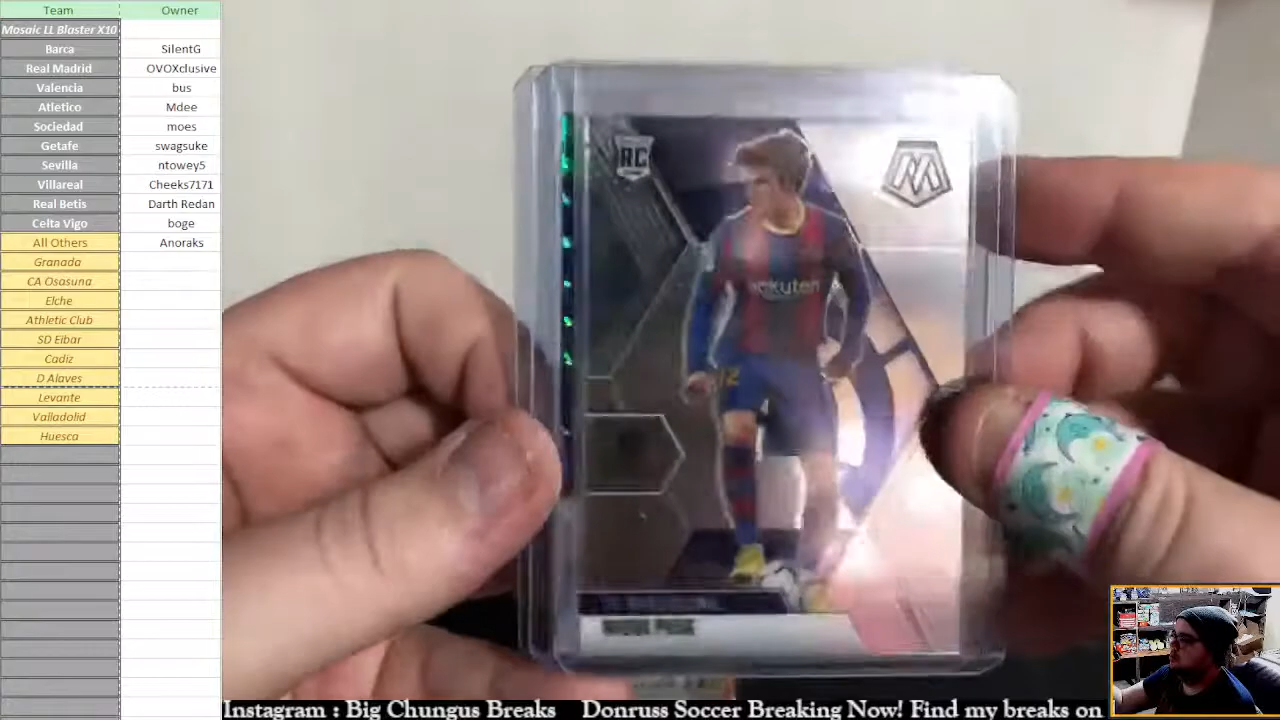 Team Owner
Mosaic LL Blaster X10
Barca SilentG
Real Madrid OVOXclusive
Valencia bus
Atletico Mdee
Sociedad moes
Getafe swagsuke
Sevilla ntowey5
Villareal Cheeks7171
Real Betis Darth Redan
Celta Vigo boge
All Others Anoraks
Granada
CA Osasuna
Elche
Athletic Club
SD Eibar
Cadiz
D Alaves
Levante
Valladolid
Huesca
RC
M
Rakuten
12
Instagram : Big Chungus Breaks Donruss Soccer Breaking Now! Find my breaks on